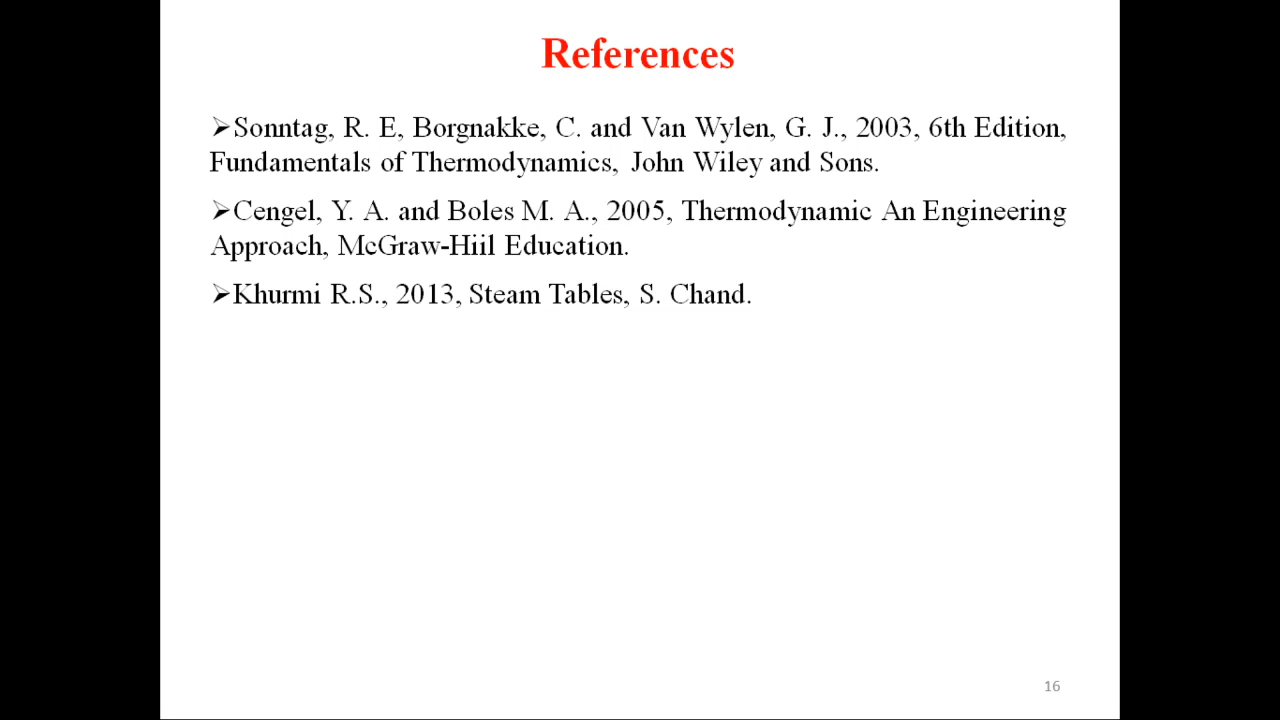 References
➢Sonntag, R. E, Borgnakke, C. and Van Wylen, G. J., 2003, 6th Edition,
Fundamentals of Thermodynamics, John Wiley and Sons.
➢Cengel, Y. A. and Boles M. A., 2005, Thermodynamic An Engineering
Approach, McGraw-Hiil Education.
➢Khurmi R.S., 2013, Steam Tables, S. Chand.
16